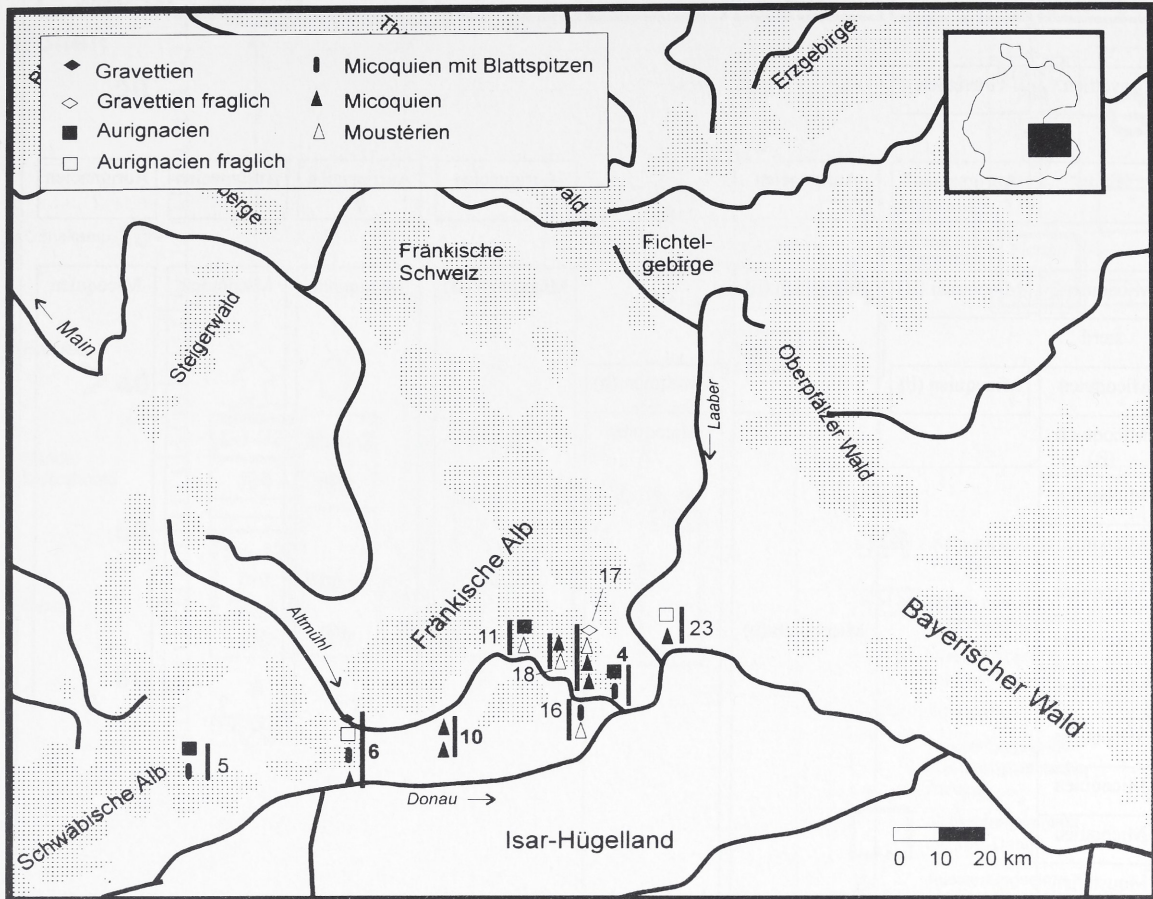 Gravettien
Gravettien fraglich
Aurignacien
Aurignacien fraglich
Micoquien mit Blattspitzen
Micoquien
Moustérien
Erzgebirge
berge
wald
Fränkische
Schweiz
Fichtel-
gebirge
Main
Steigerwald
Laaber
Oberpfälzer Wald
Fränkische Alb
Altmühl
17
11
18
4
23
16
Bayerischer Wald
5
6
10
Schwäbische Alb
Donau
Isar-Hügelland
0 10 20 km